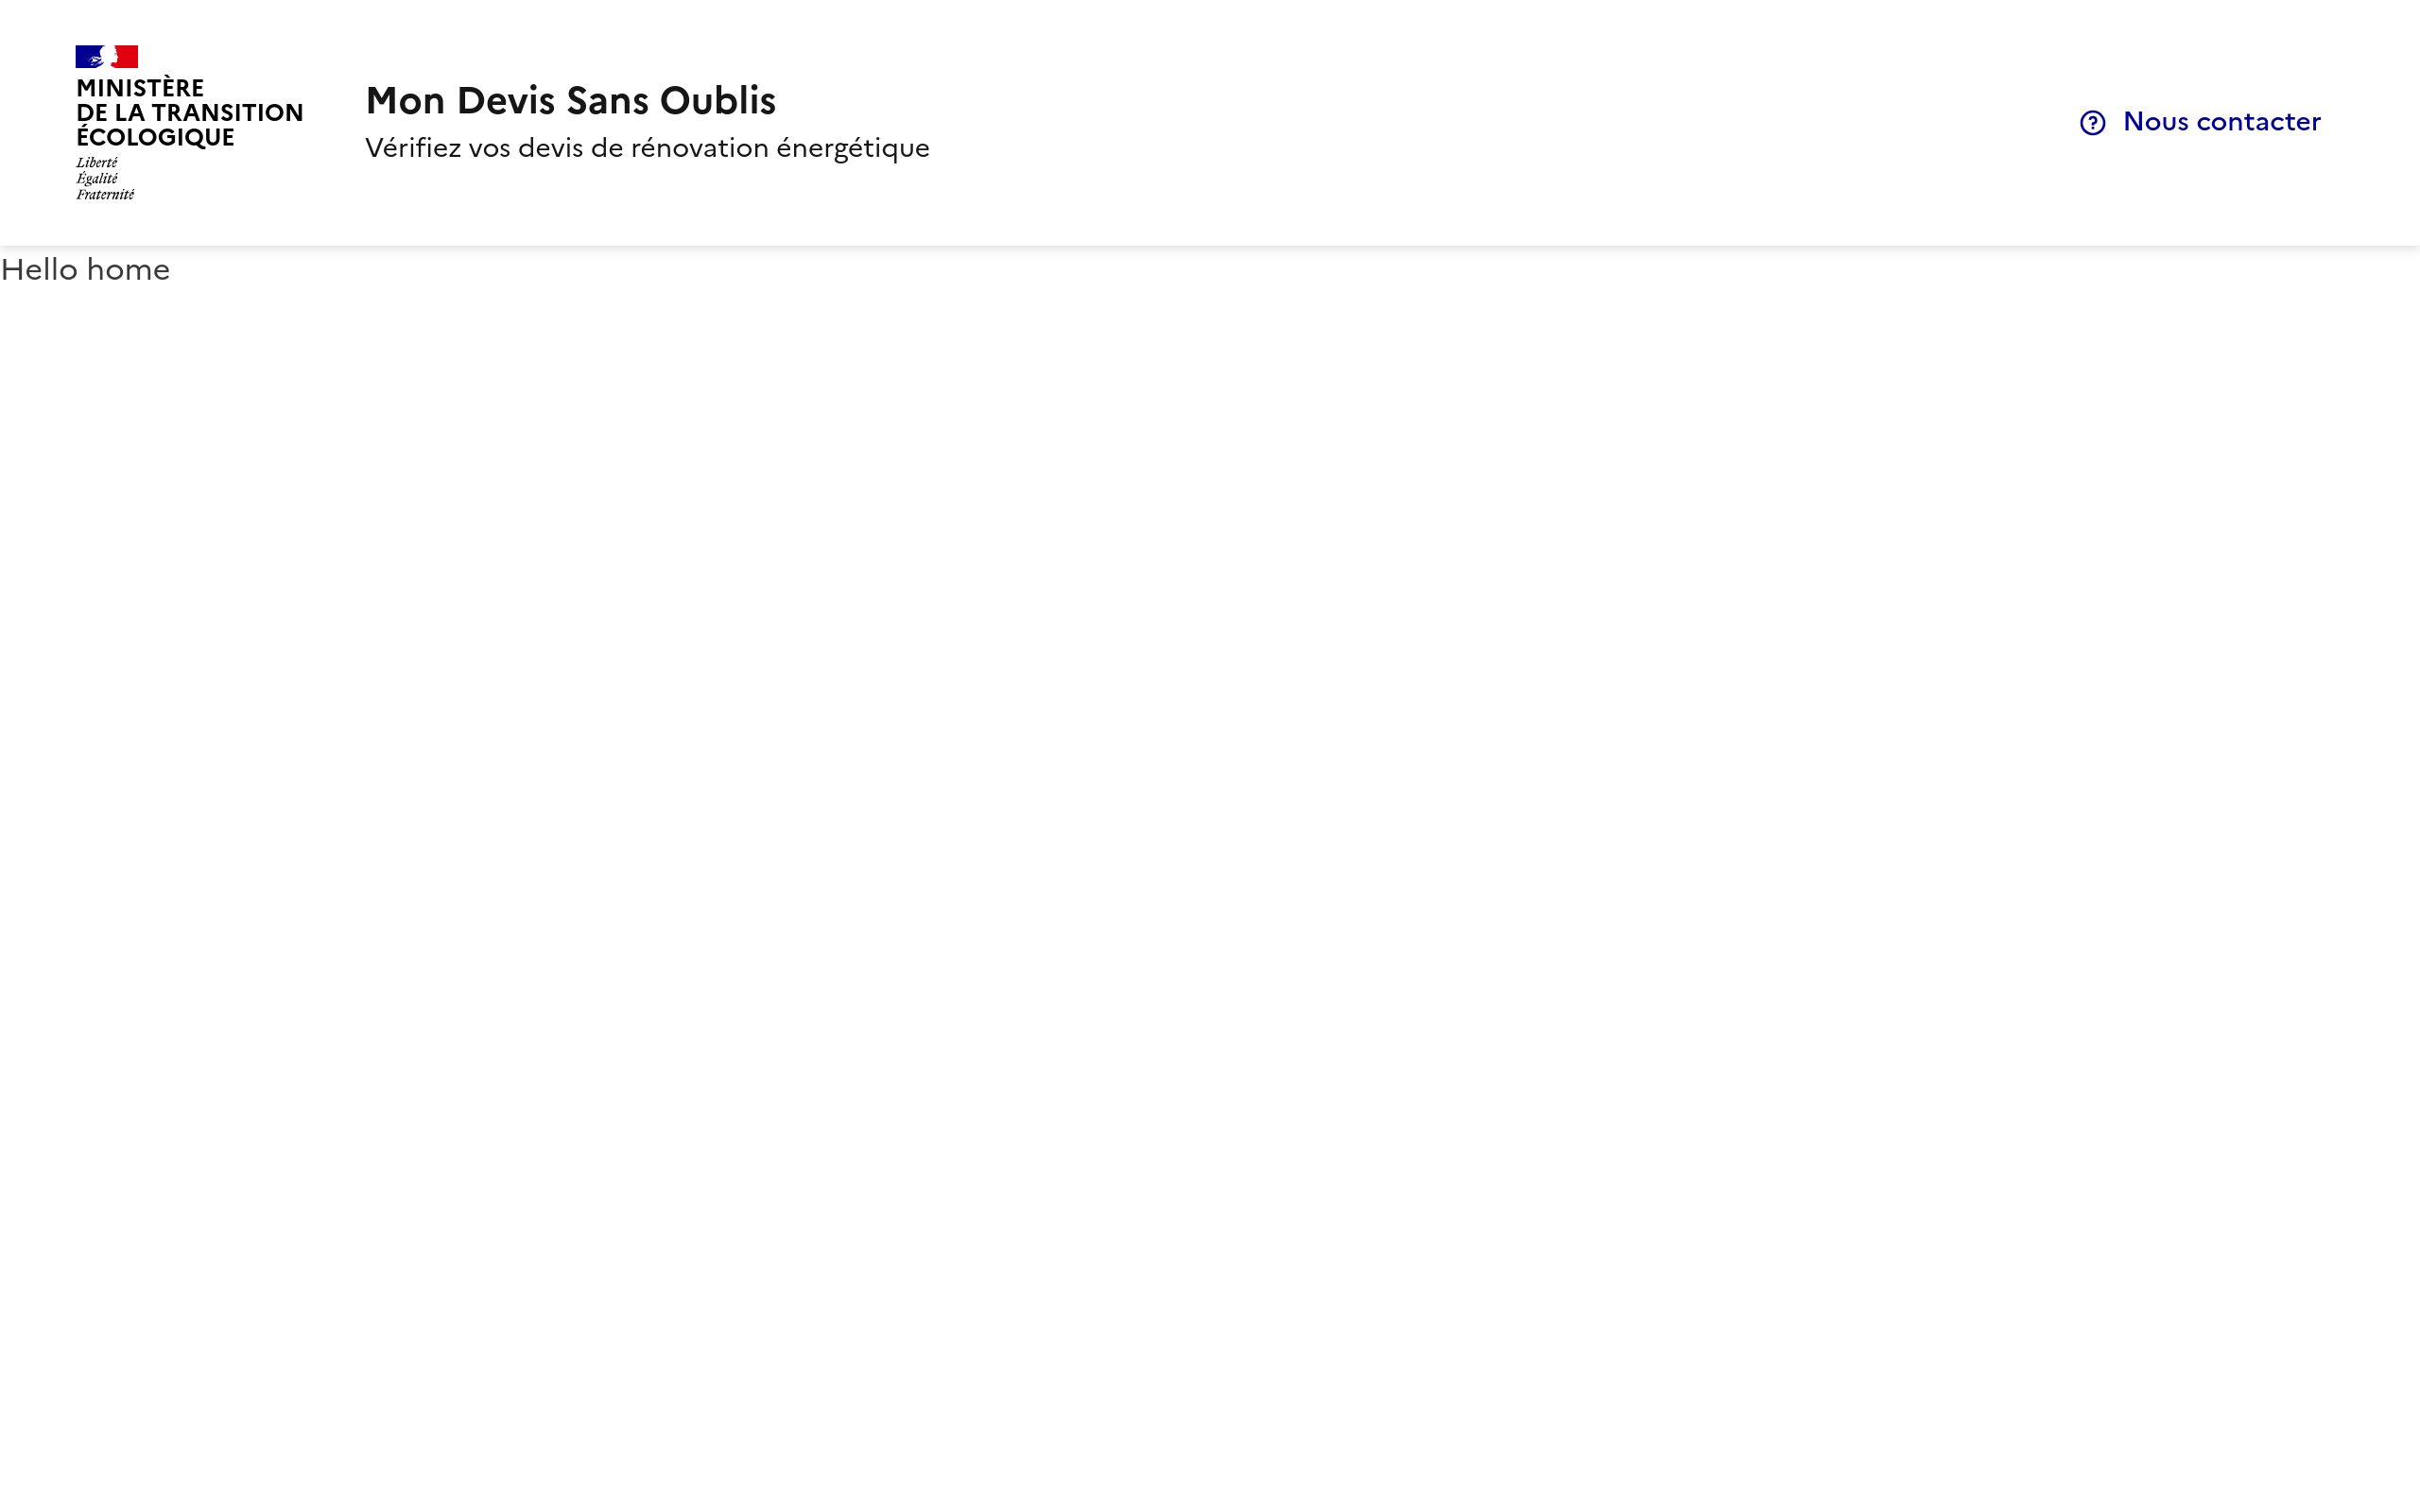 MINISTÈRE
DE LA TRANSITION
ÉCOLOGIQUE
Liberté
Égalité
Fraternité
Mon Devis Sans Oublis
Vérifiez vos devis de rénovation énergétique
Nous contacter
Hello home